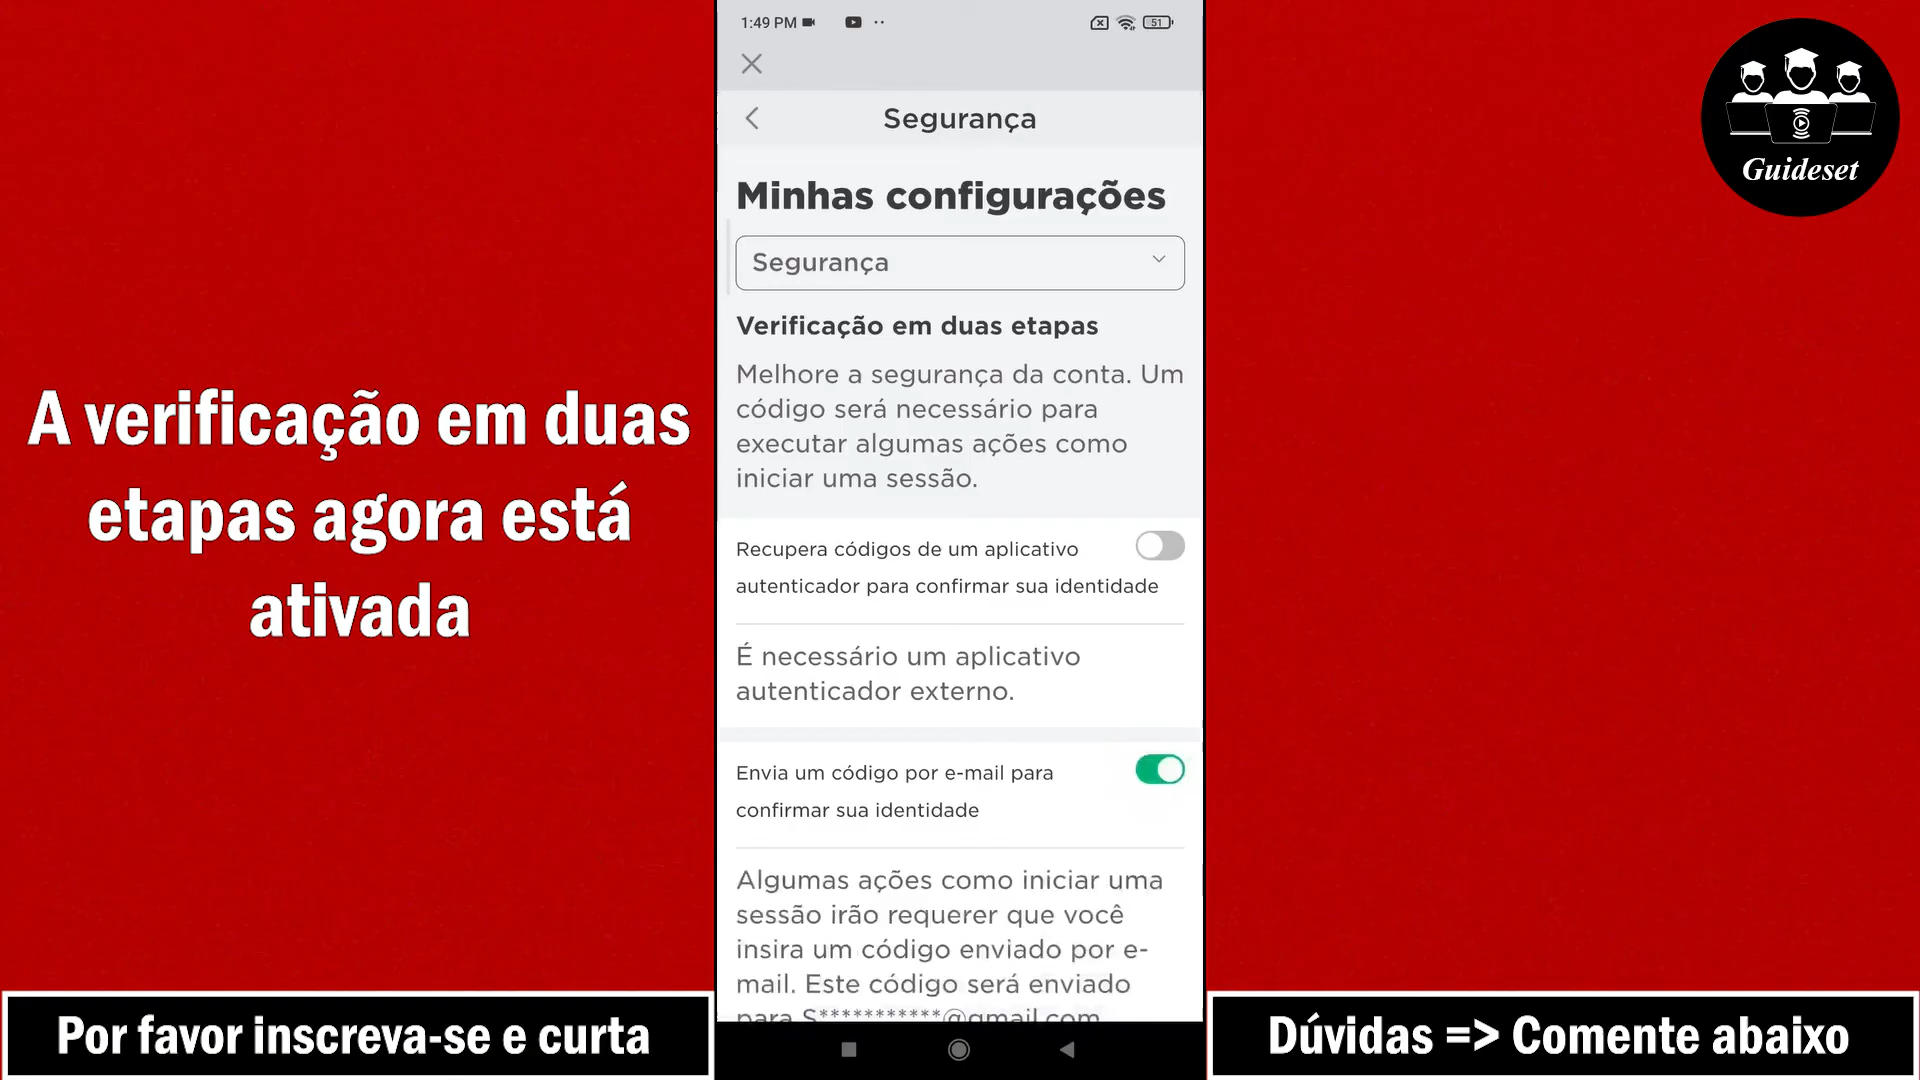 1:49 PM
51
Segurança
Minhas configurações
Segurança
Verificação em duas etapas
Melhore a segurança da conta. Um
código será necessário para
executar algumas ações como
iniciar uma sessão.
Recupera códigos de um aplicativo
autenticador para confirmar sua identidade
É necessário um aplicativo
autenticador externo.
Envia um código por e-mail para
confirmar sua identidade
Algumas ações como iniciar uma
sessão irão requerer que você
insira um código enviado por e-
mail. Este código será enviado
para S***********@gmail.com
A verificação em duas
etapas agora está
ativada
Guideset
Por favor inscreva-se e curta
Dúvidas => Comente abaixo